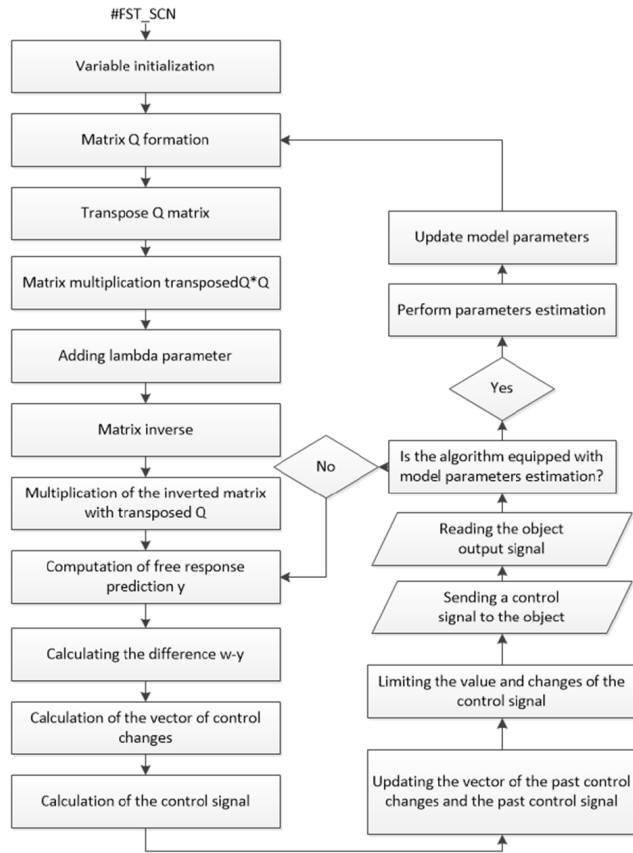 #FST_SCN
Variable initialization
Matrix Q formation
Transpose Q matrix
Matrix multiplication transposedQ*Q
Adding lambda parameter
Matrix inverse
Multiplication of the inverted matrix
with transposed Q
Computation of free response
prediction y
Calculating the difference w-y
Calculation of the vector of control
changes
Calculation of the control signal
Updating the vector of the past control
changes and the past control signal
Limiting the value and changes of the
control signal
Sending a control
signal to the object
Reading the object
output signal
Is the algorithm equipped with
model parameters estimation?
No
Yes
Perform parameters estimation
Update model parameters